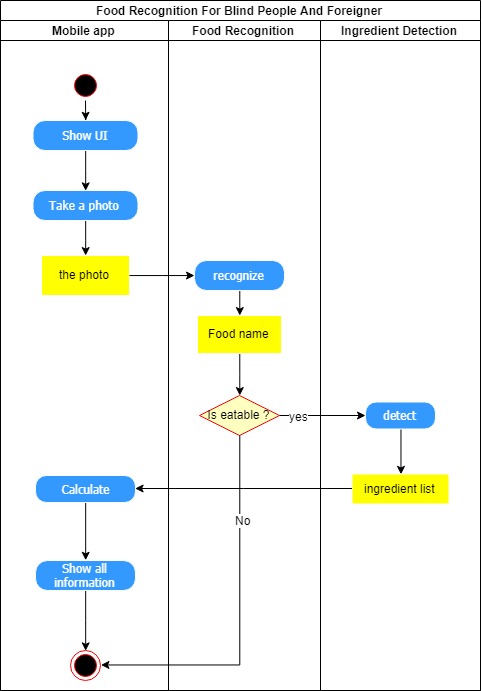 Food Recognition For Blind People And Foreigner
Mobile app
Food Recognition
Ingredient Detection
Show UI
Take a photo
the photo
recognize
Food name
Is eatable ?
yes
detect
ingredient list
Calculate
No
Show all
information